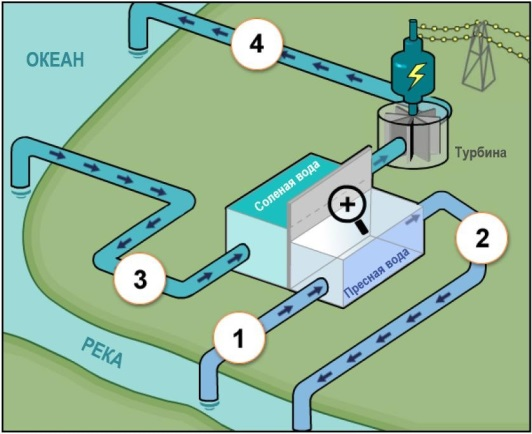 4
ОКЕАН
Турбина
Соленая вода
2
3
Пресная вода
1
РЕКА